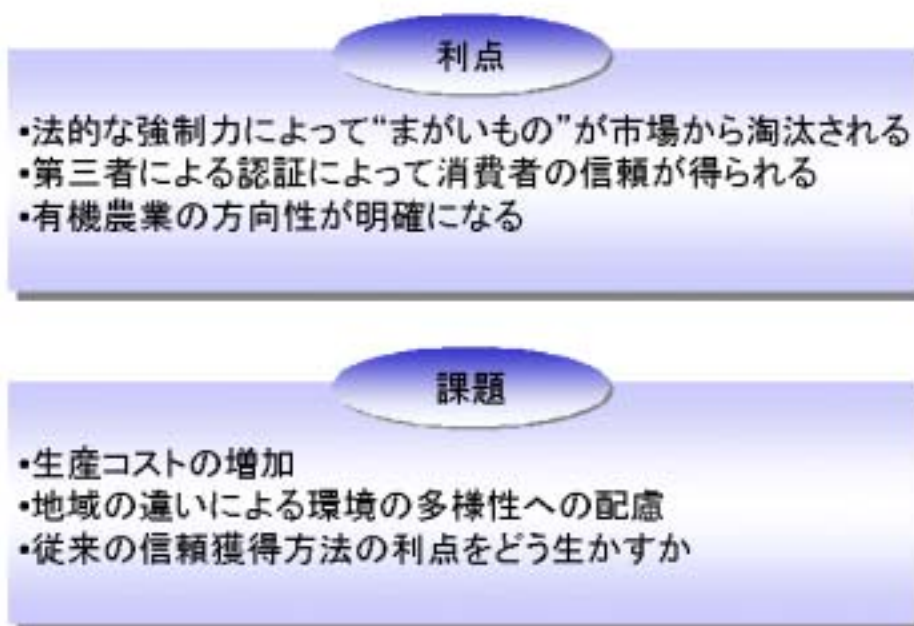 利点
•法的な強制力によって“まがいもの”が市場から淘汰される
•第三者による認証によって消費者の信頼が得られる
•有機農業の方向性が明確になる
課題
•生産コストの増加
•地域の違いによる環境の多様性への配慮
•従来の信頼獲得方法の利点をどう生かすか